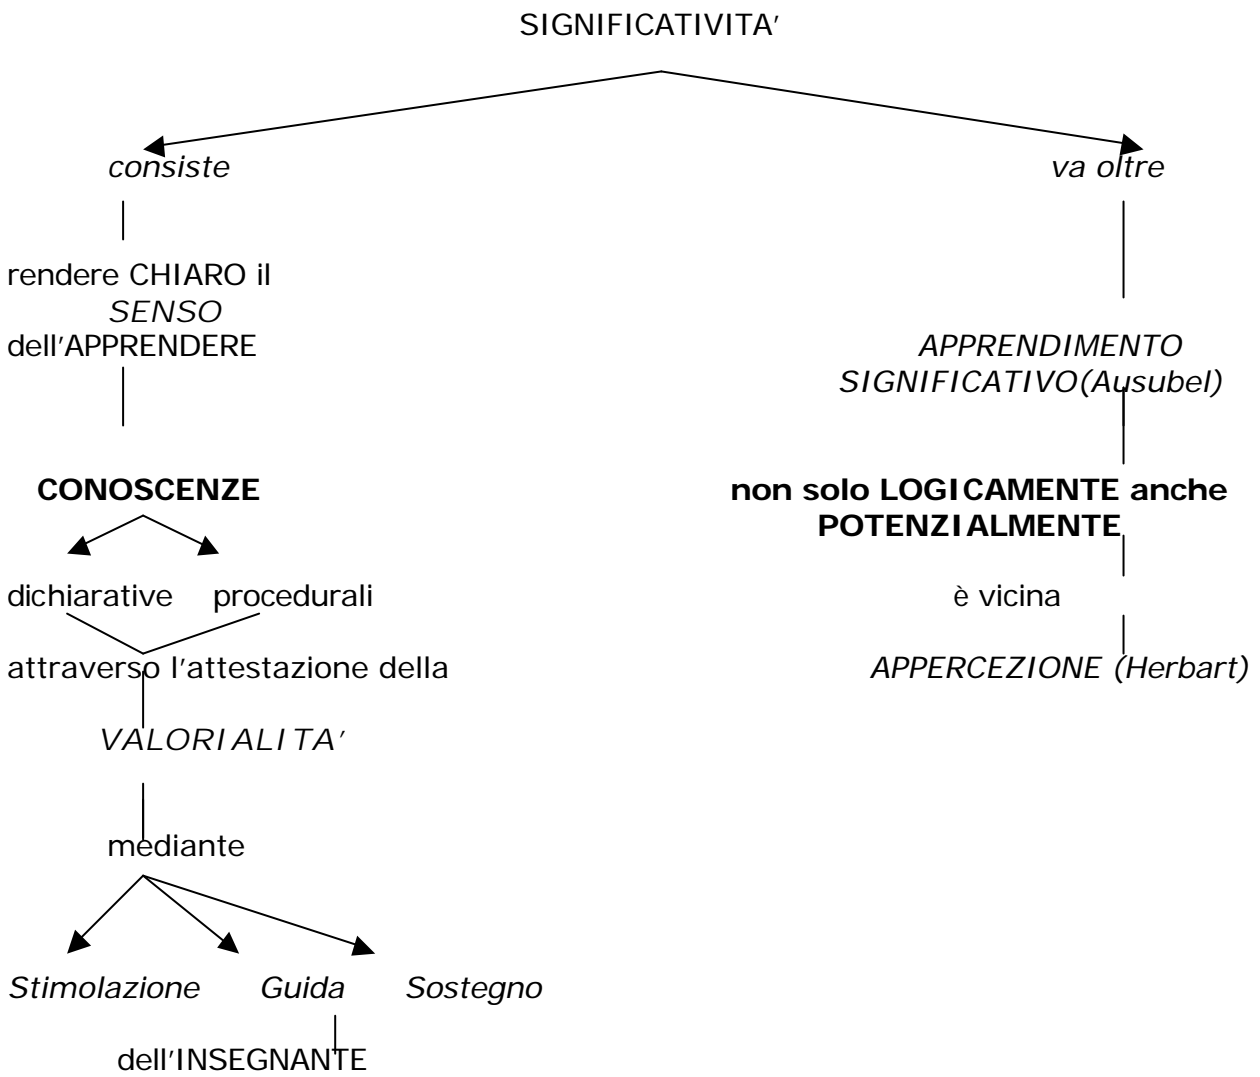 SIGNIFICATIVITA'
consiste
va oltre
rendere CHIARO il
SENSO
dell'APPRENDERE
APPRENDIMENTO
SIGNIFICATIVO(Ausubel)
CONOSCENZE
non solo LOGICAMENTE anche
POTENZIALMENTE
dichiarative procedurali
è vicina
attraverso l'attestazione della
APPERCEZIONE (Herbart)
VALORIALITA'
mediante
Stimolazione Guida Sostegno
dell'INSEGNANTE